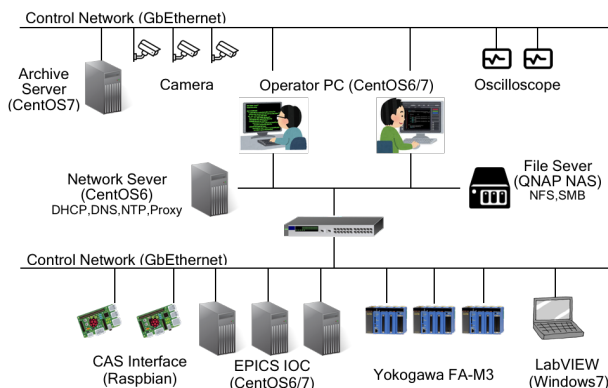 Control Network (GbEthernet)
Archive
Server
(CentOS7)
Camera
Operator PC (CentOS6/7)
Oscilloscope
Network Sever
(CentOS6)
DHCP,DNS,NTP,Proxy
File Sever
(QNAP NAS)
NFS,SMB
Control Network (GbEthernet)
CAS Interface
(Raspbian)
EPICS IOC
(CentOS6/7)
Yokogawa FA-M3
LabVIEW
(Windows7)